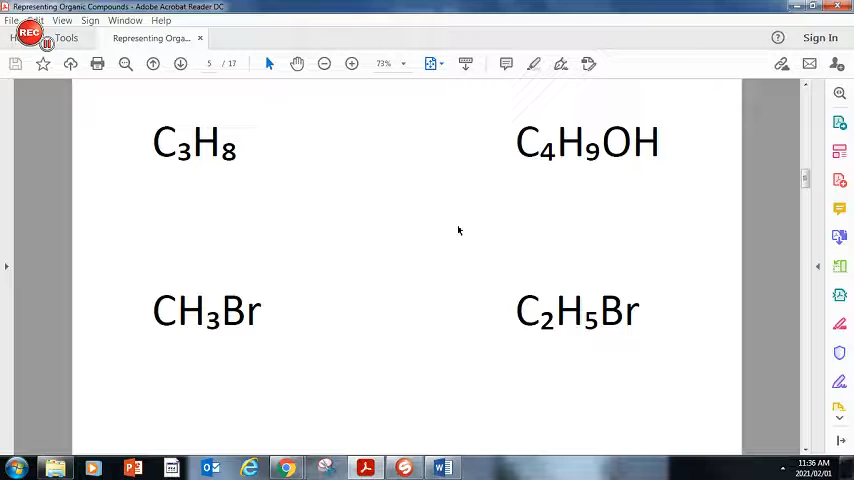 Representing Organic Compounds - Adobe Acrobat Reader DC
File Edit View Sign Window Help
REC
Tools
Representing Orga... ×
Sign In
5 / 17
73%
C₃H₈
C₄H₉OH
CH₃Br
C₂H₅Br
11:36 AM
2021/02/01